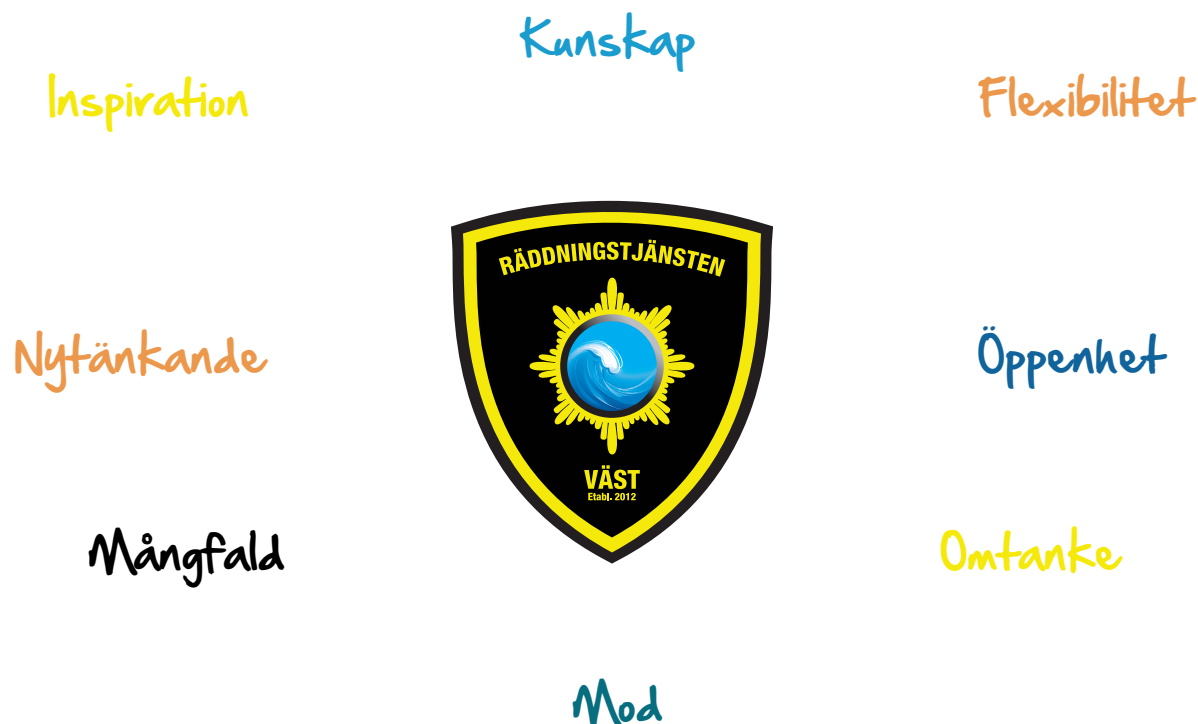 Kunskap
Inspiration
Flexibilitet
RÄDDNINGSTJÄNSTEN
Nytänkande
Öppenhet
VÄST
Etabl. 2012
Mångfald
Omtanke
Mod